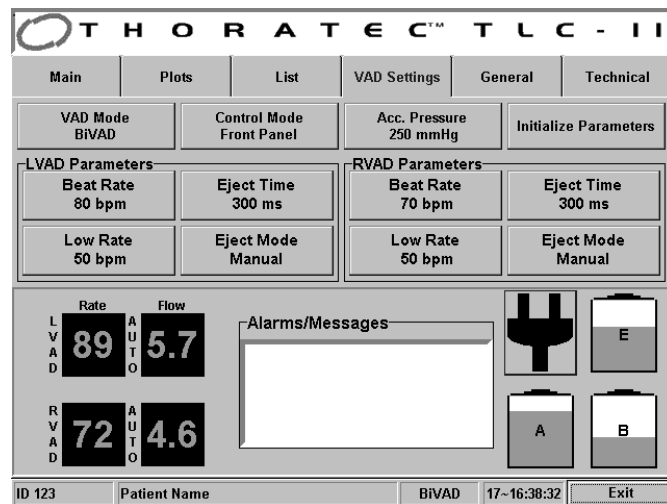 THORATEC™ TLC-II
Main Plots List VAD Settings General Technical
VAD Mode
BiVAD
Control Mode
Front Panel
Acc. Pressure
250 mmHg
Initialize Parameters
LVAD Parameters
Beat Rate
80 bpm
Eject Time
300 ms
Low Rate
50 bpm
Eject Mode
Manual
RVAD Parameters
Beat Rate
70 bpm
Eject Time
300 ms
Low Rate
50 bpm
Eject Mode
Manual
Rate Flow
LVAD 89 AUTO 5.7
RVAD 72 AUTO 4.6
Alarms/Messages
E
A B
ID 123 Patient Name BiVAD 17~16:38:32 Exit